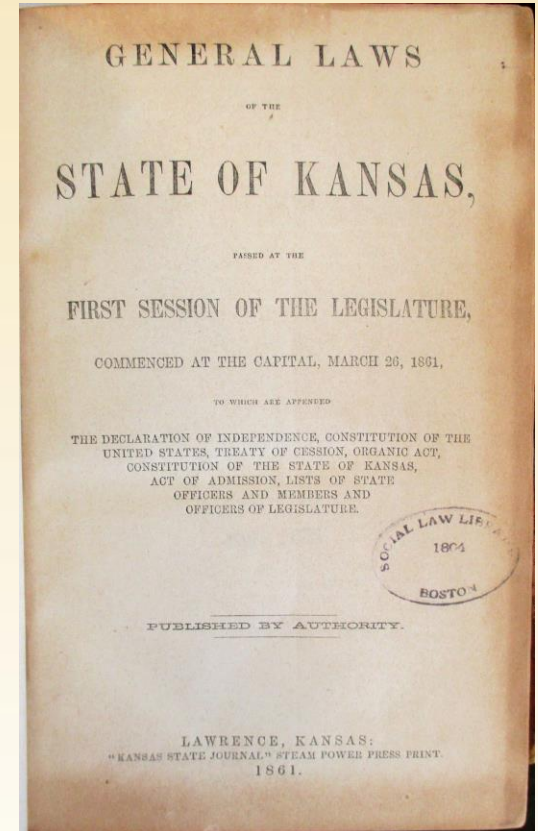 GENERAL LAWS
OF THE
STATE OF KANSAS,
PASSED AT THE
FIRST SESSION OF THE LEGISLATURE,
COMMENCED AT THE CAPITAL, MARCH 26, 1861,
TO WHICH ARE APPENDED
THE DECLARATION OF INDEPENDENCE, CONSTITUTION OF THE
UNITED STATES, TREATY OF CESSION, ORGANIC ACT,
CONSTITUTION OF THE STATE OF KANSAS,
ACT OF ADMISSION, LISTS OF STATE
OFFICERS AND MEMBERS AND
OFFICERS OF LEGISLATURE.
SOCIAL LAW LIBRARY
BOSTON
PUBLISHED BY AUTHORITY.
LAWRENCE, KANSAS:
"KANSAS STATE JOURNAL" STEAM POWER PRESS PRINT.
1861.